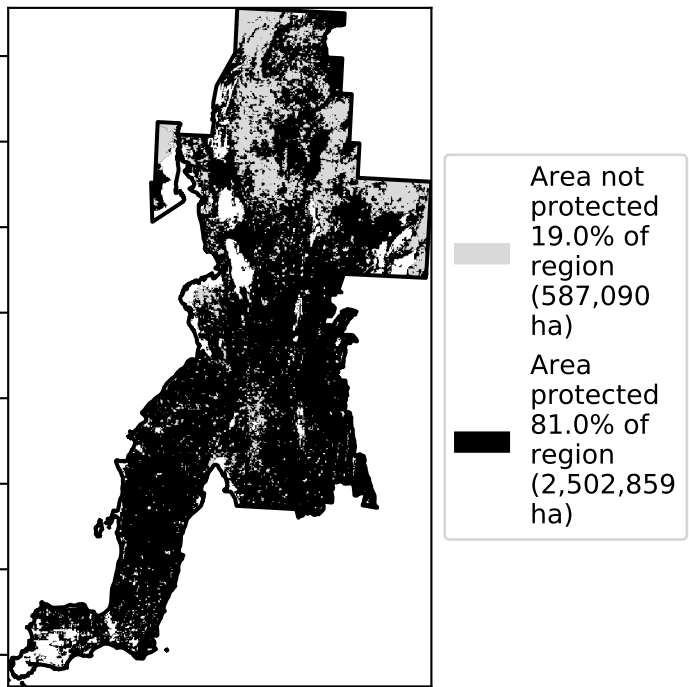 Area not
protected
19.0% of
region
(587,090
ha)
Area
protected
81.0% of
region
(2,502,859
ha)